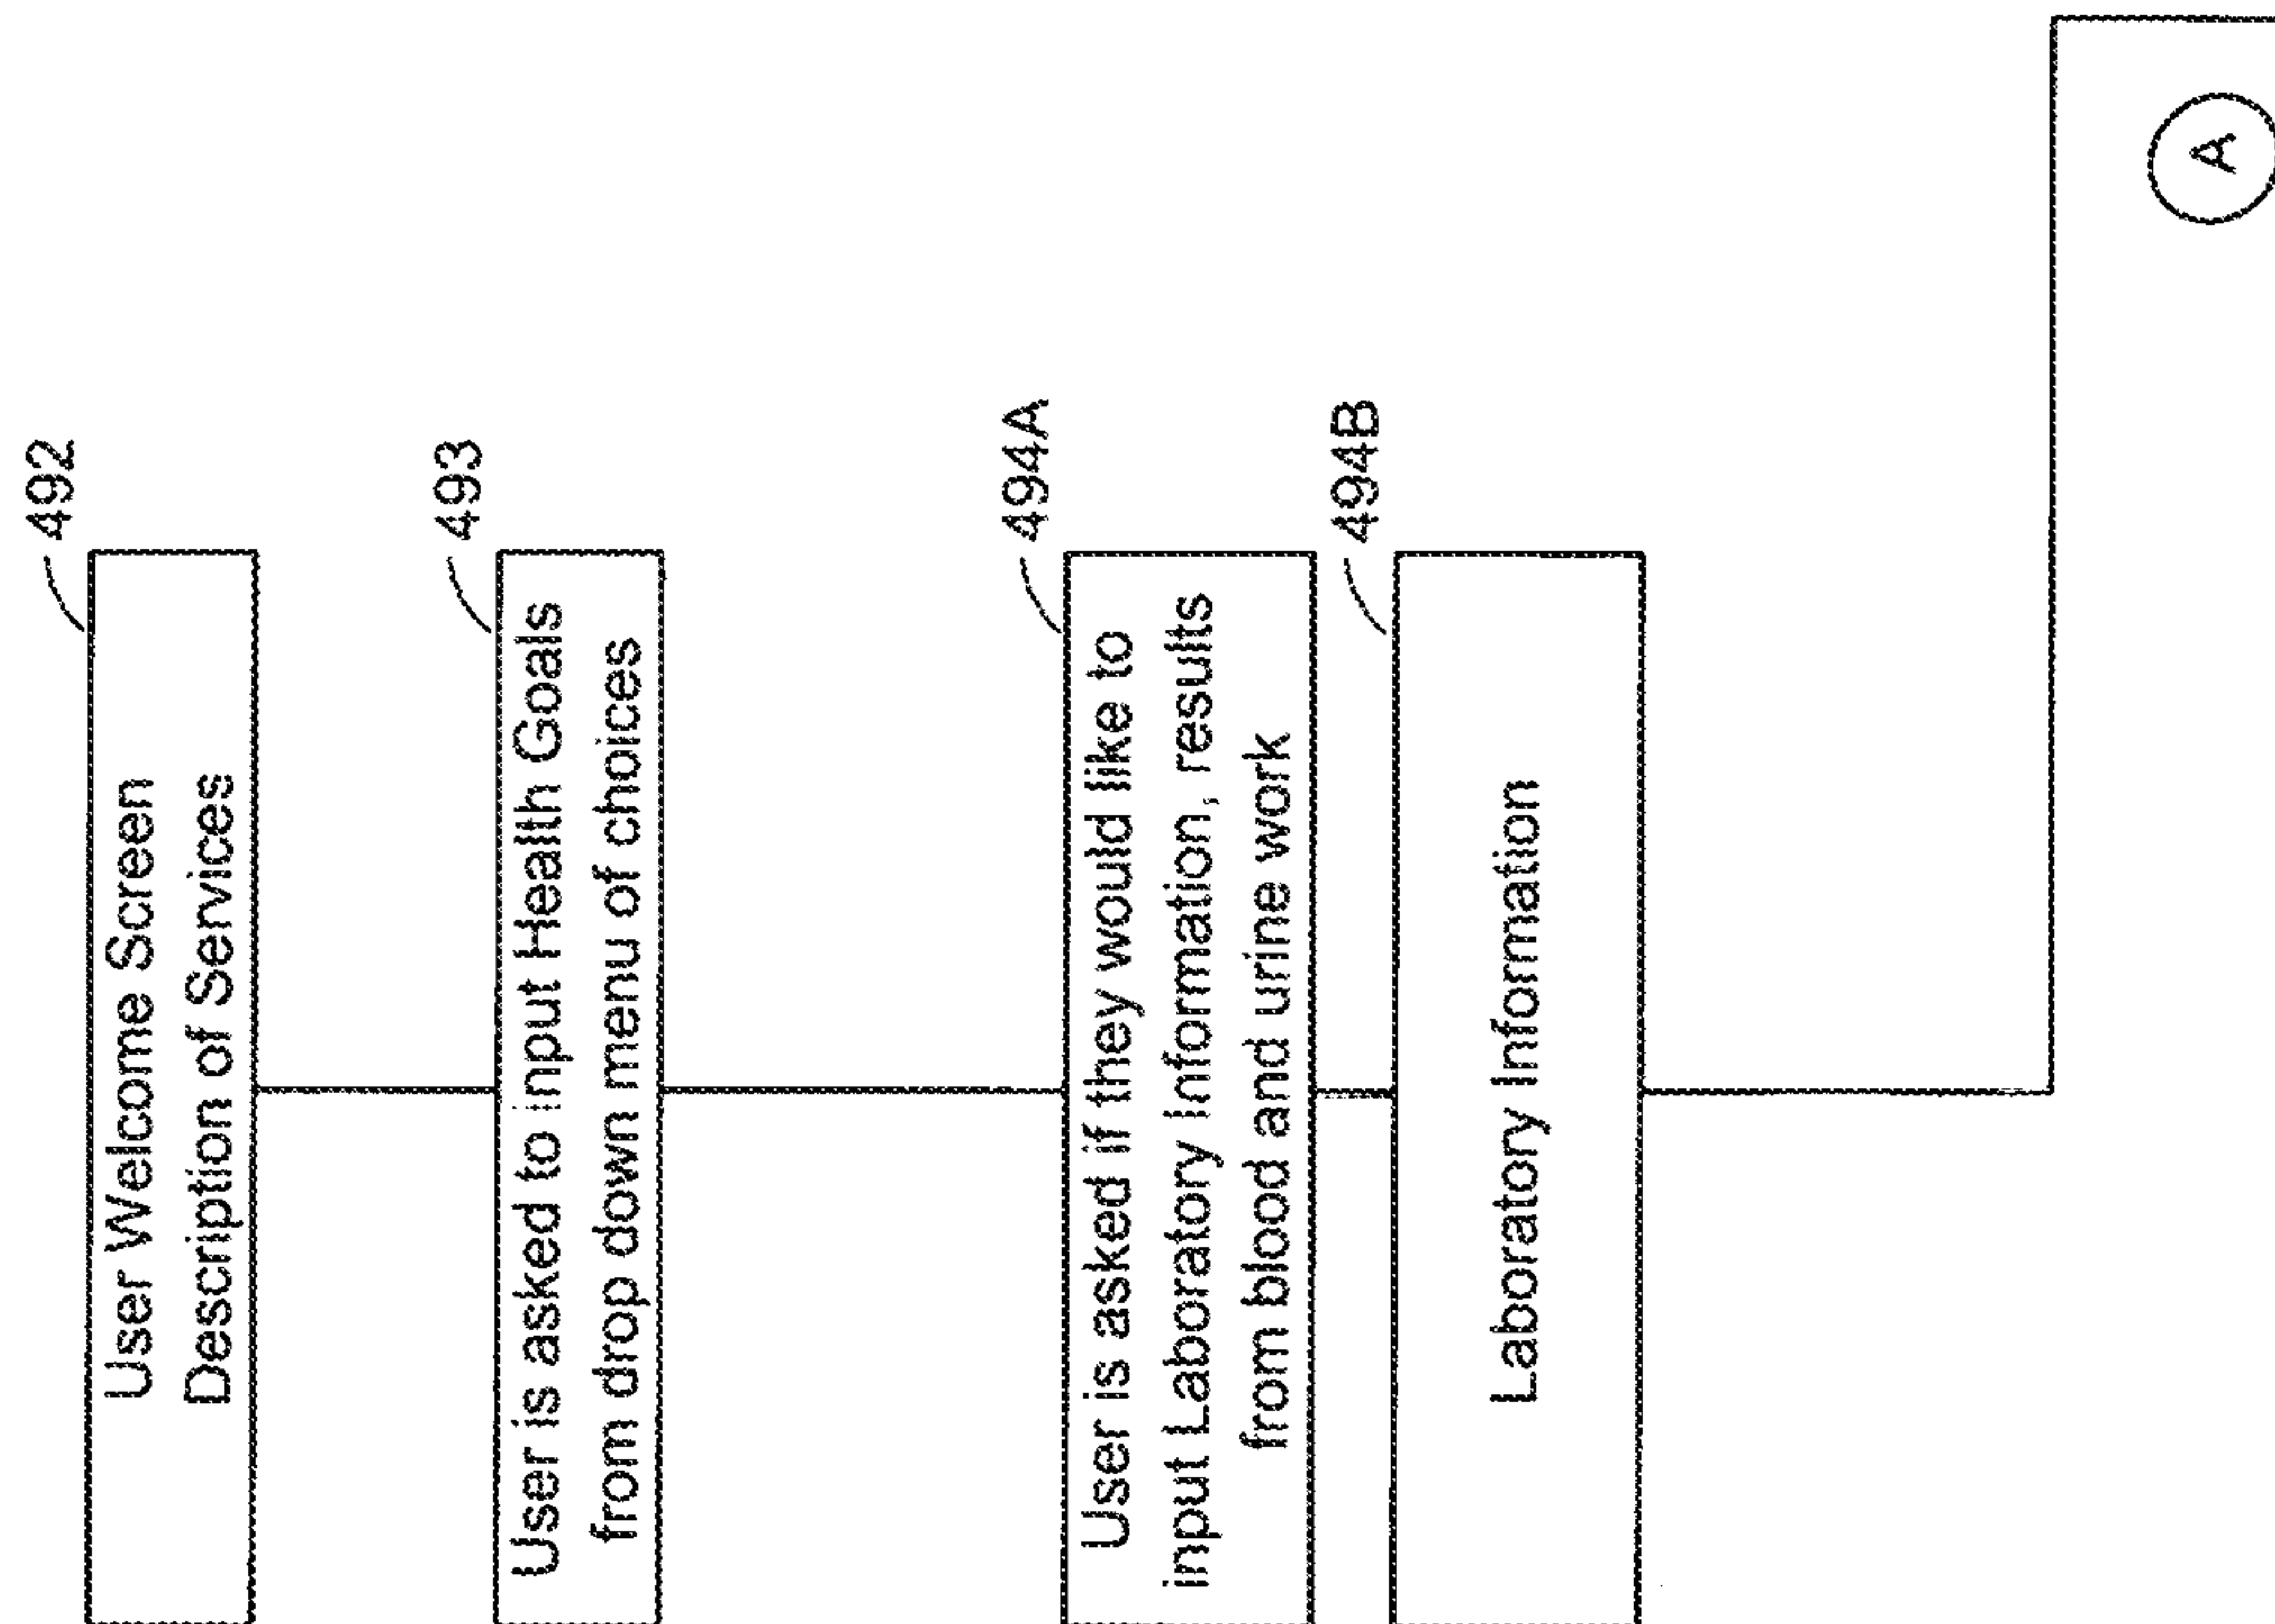 492
User Welcome Screen
Description of Services
493
User is asked to input Health Goals
from drop down menu of choices
494A
User is asked if they would like to
input Laboratory Information, results
from blood and urine work
494B
Laboratory Information
A